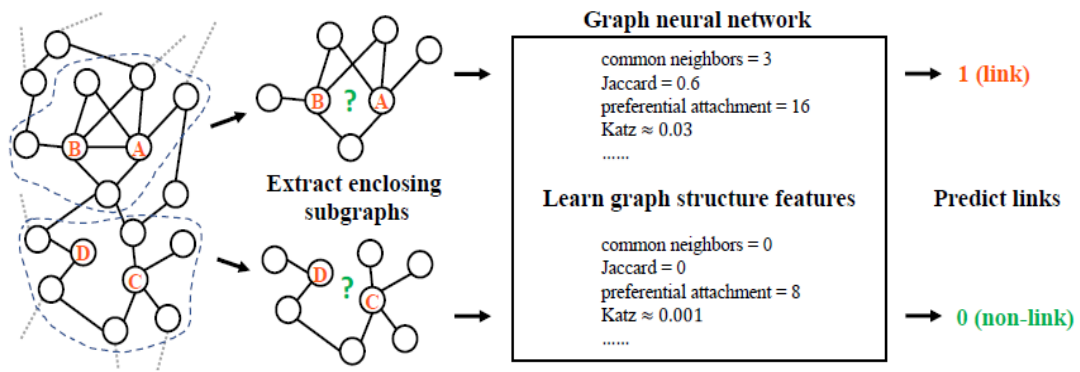 Graph neural network
common neighbors = 3
Jaccard = 0.6
preferential attachment = 16
Katz ≈ 0.03
......
1 (link)
B
A
B
?
A
Extract enclosing
subgraphs
Learn graph structure features
Predict links
D
C
D
?
C
common neighbors = 0
Jaccard = 0
preferential attachment = 8
Katz ≈ 0.001
......
0 (non-link)